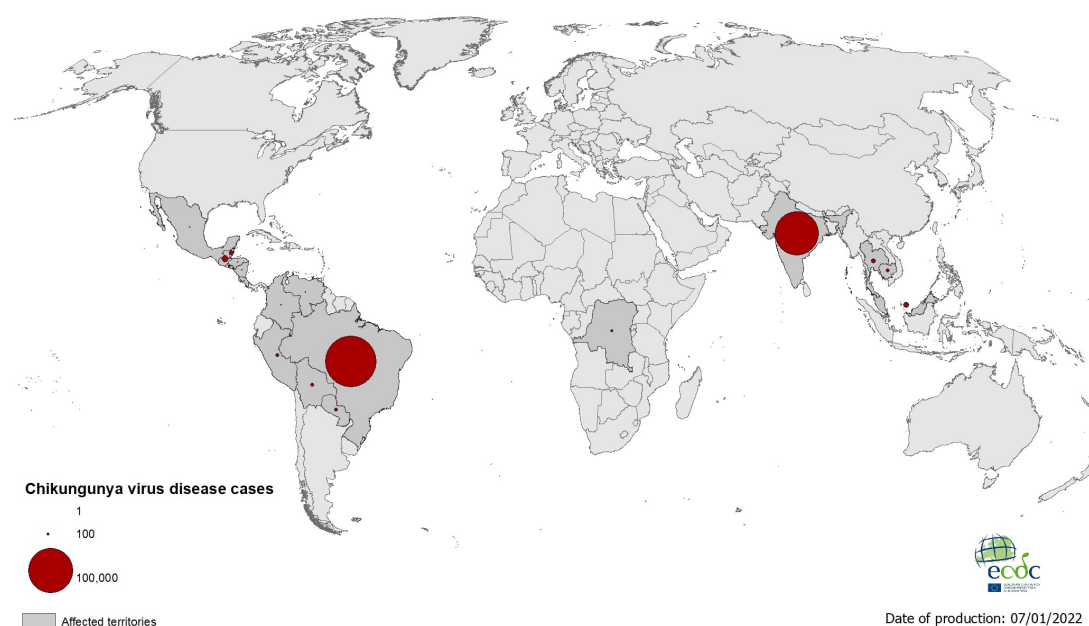 Chikungunya virus disease cases
1
100
100,000
Affected territories
ecdc
Date of production: 07/01/2022